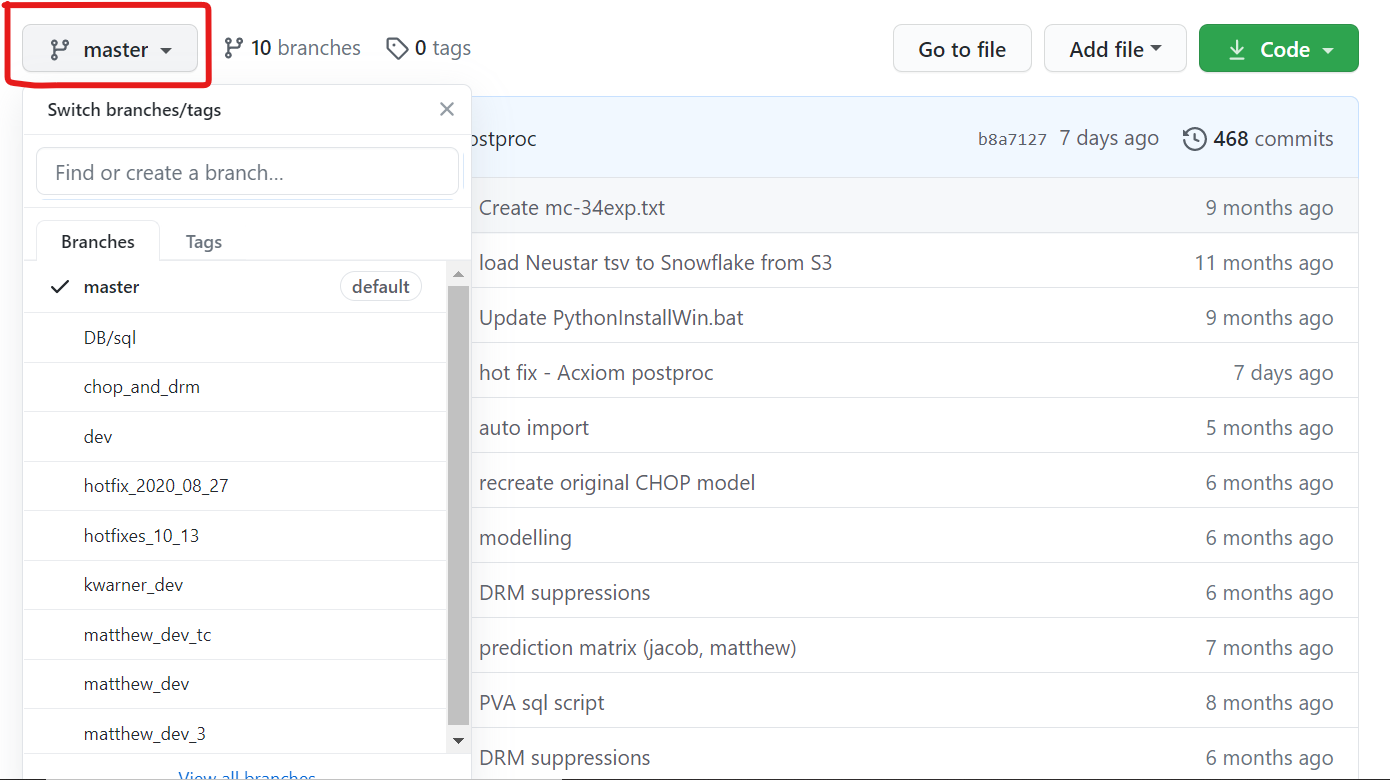 master 10 branches 0 tags Go to file Add file Code
Switch branches/tags
ostproc b8a7127 7 days ago 468 commits
Find or create a branch...
Branches Tags
master default
DB/sql
chop_and_drm
dev
hotfix_2020_08_27
hotfixes_10_13
kwarner_dev
matthew_dev_tc
matthew_dev
matthew_dev_3
View all branches
Create mc-34exp.txt 9 months ago
load Neustar tsv to Snowflake from S3 11 months ago
Update PythonInstallWin.bat 9 months ago
hot fix - Acxiom postproc 7 days ago
auto import 5 months ago
recreate original CHOP model 6 months ago
modelling 6 months ago
DRM suppressions 6 months ago
prediction matrix (jacob, matthew) 7 months ago
PVA sql script 8 months ago
DRM suppressions 6 months ago